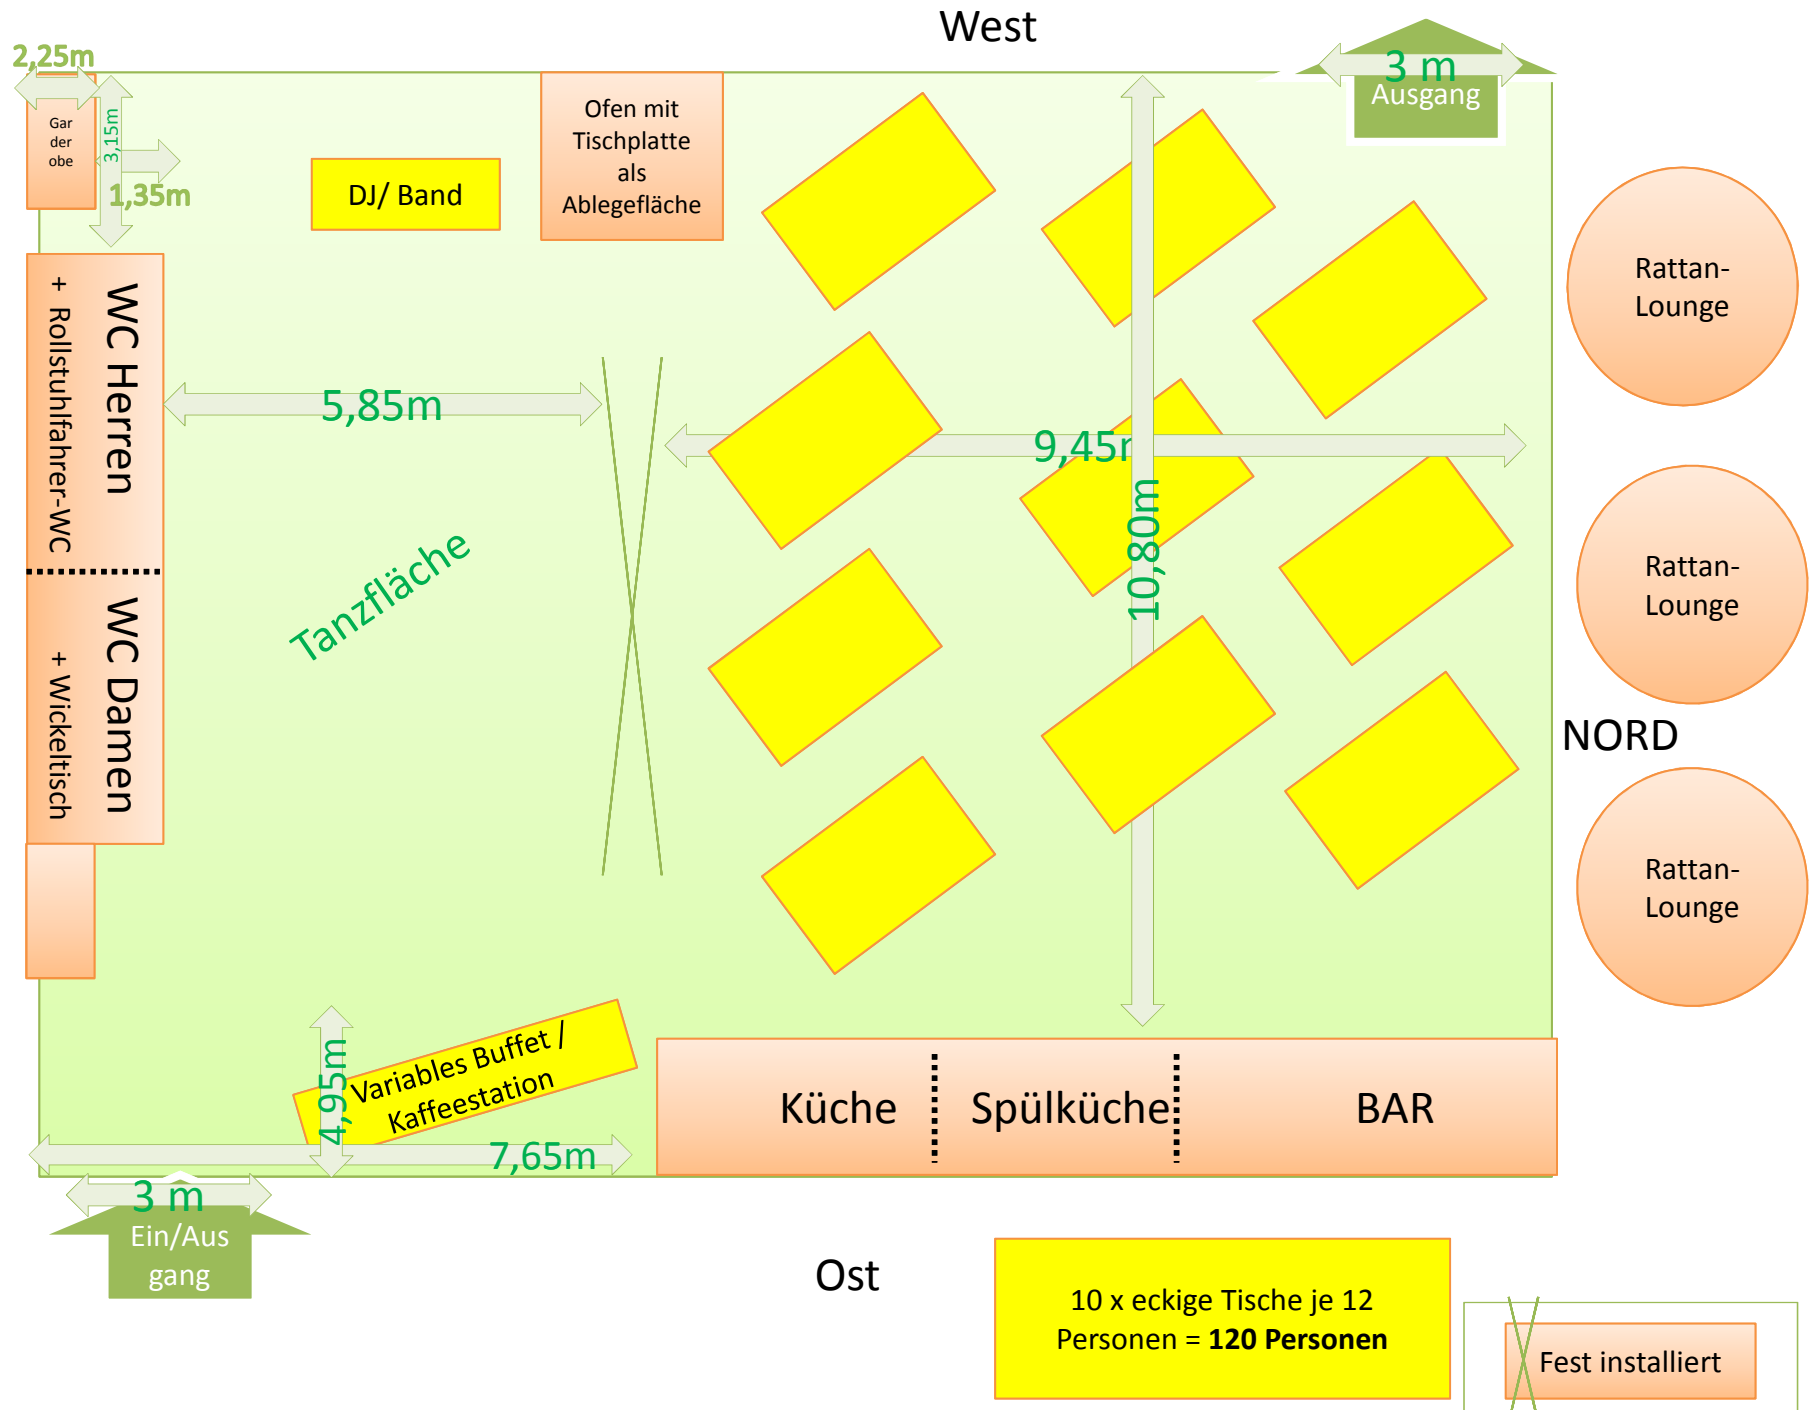 West
2,25m
3 m
Ausgang
Gar
der
obe
3,15m
1,35m
DJ/ Band
Ofen mit
Tischplatte
als
Ablegefläche
Rattan-
Lounge
WC Herren
+ Rollstuhlfahrer-WC
5,85m
9,45m
10,80m
Tanzfläche
Rattan-
Lounge
WC Damen
+ Wickeltisch
NORD
Rattan-
Lounge
Variables Buffet /
Kaffeestation
4,95m
7,65m
Küche
Spülküche
BAR
3 m
Ein/Aus
gang
Ost
10 x eckige Tische je 12
Personen = 120 Personen
Fest installiert